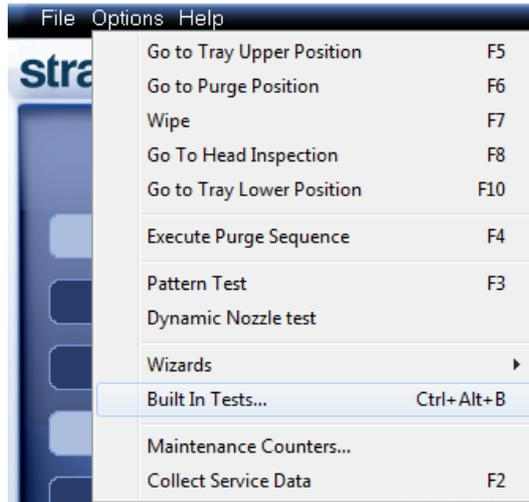 File Options Help
stra
Go to Tray Upper Position F5
Go to Purge Position F6
Wipe F7
Go To Head Inspection F8
Go to Tray Lower Position F10
Execute Purge Sequence F4
Pattern Test F3
Dynamic Nozzle test
Wizards
Built In Tests... Ctrl+Alt+B
Maintenance Counters...
Collect Service Data F2